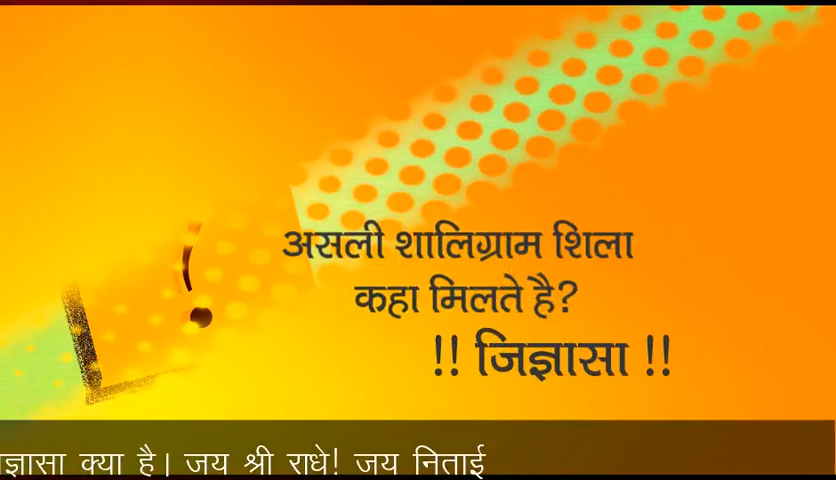 असली शालिग्राम शिला
कहा मिलते है?
!! जिज्ञासा !!
ज्ञासा क्या है। जय श्री राधे! जय निताई